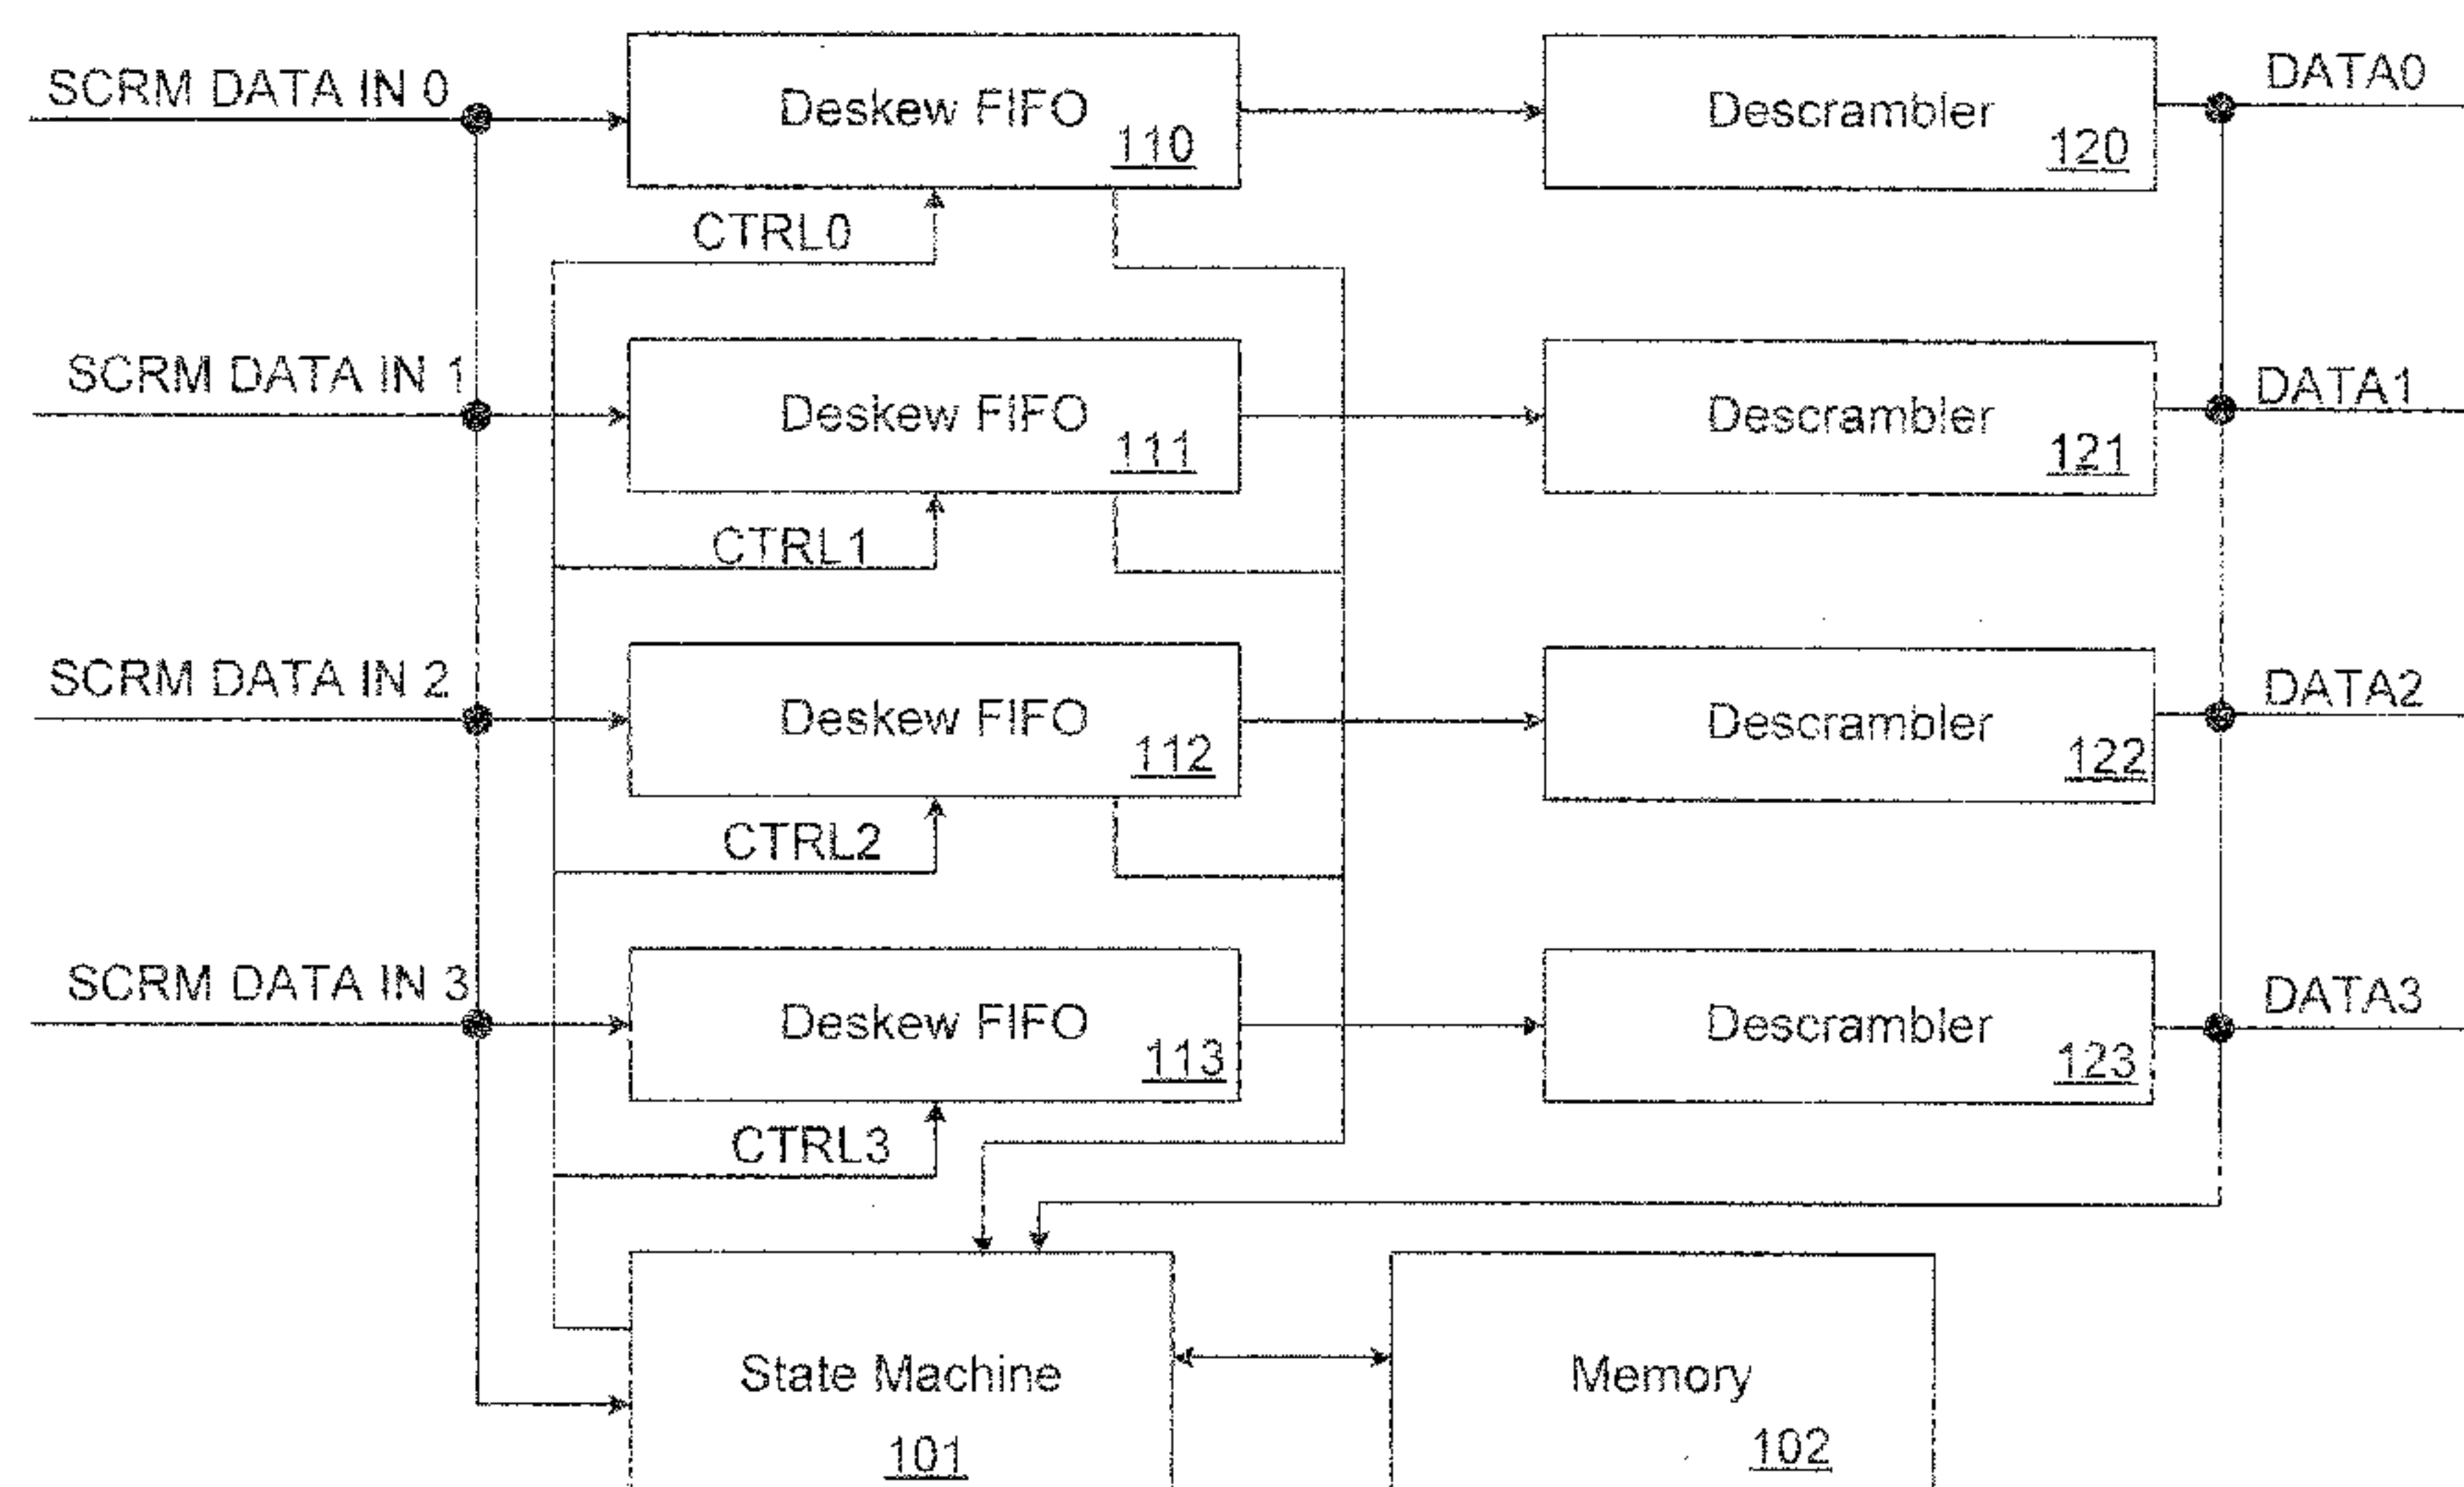 SCRM DATA IN 0
Deskew FIFO
110
Descrambler
120
DATA0
CTRL0
SCRM DATA IN 1
Deskew FIFO
111
Descrambler
121
DATA1
CTRL1
SCRM DATA IN 2
Deskew FIFO
112
Descrambler
122
DATA2
CTRL2
SCRM DATA IN 3
Deskew FIFO
113
Descrambler
123
DATA3
CTRL3
State Machine
101
Memory
102